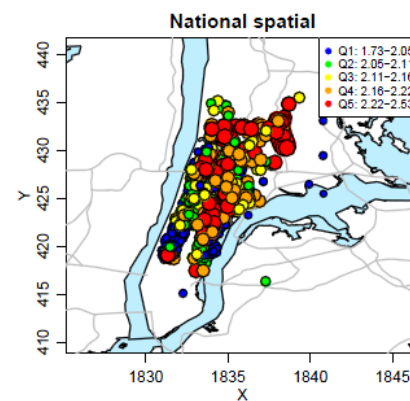 National spatial
Q1: 1.73−2.05
Q2: 2.05−2.11
Q3: 2.11−2.16
Q4: 2.16−2.22
Q5: 2.22−2.53
440
435
430
425
420
415
410
Y
1830
1835
1840
1845
X